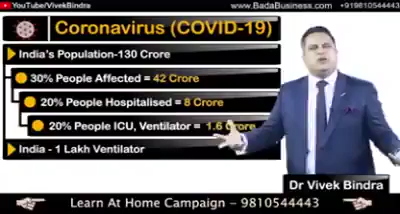 YouTube/VivekBindra
www.BadaBusiness.com
+919810544443
Coronavirus (COVID-19)
India's Population-130 Crore
30% People Affected = 42 Crore
20% People Hospitalised = 8 Crore
20% People ICU, Ventilator = 1.6 Crore
India - 1 Lakh Ventilator
Dr Vivek Bindra
Learn At Home Campaign - 9810544443